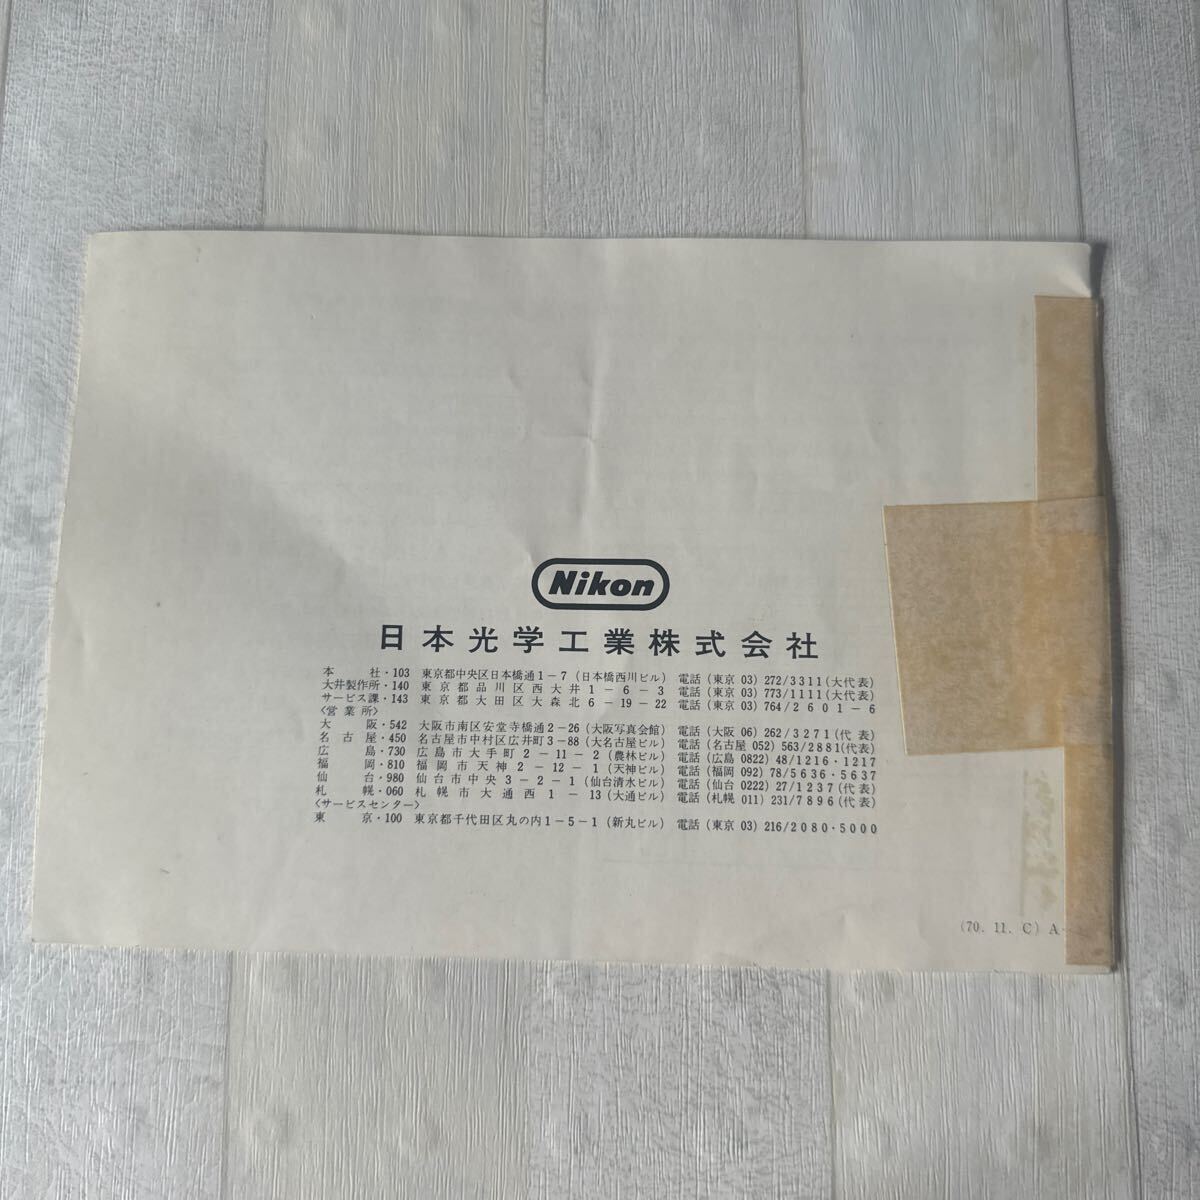 Nikon
日本光学工業株式会社
本社・103 東京都中央区日本橋通1-7(日本橋西川ビル) 電話(東京 03) 272/3311(大代表)
大井製作所・140 東京都品川区西大井1-6-3 電話(東京 03) 773/1111(大代表)
サービス課・143 東京都大田区大森北6-19-22 電話(東京 03) 764/2601-6
〈営業所〉
大阪・542 大阪市南区安堂寺橋通2-26(大阪写真会館) 電話(大阪 06) 262/3271(代表)
名古屋・450 名古屋市中村区広井町3-88(大名古屋ビル) 電話(名古屋 052) 563/2881(代表)
広島・730 広島市大手町2-11-2(農林ビル) 電話(広島 0822) 48/1216・1217
福岡・810 福岡市天神2-12-1(天神ビル) 電話(福岡 092) 78/5636・5637
仙台・980 仙台市中央3-2-1(仙台清水ビル) 電話(仙台 0222) 27/1237(代表)
札幌・060 札幌市大通西1-13(大通ビル) 電話(札幌 011) 231/7896(代表)
〈サービスセンター〉
東京・100 東京都千代田区丸の内1-5-1(新丸ビル) 電話(東京 03) 216/2080・5000
(70. 11. C) A